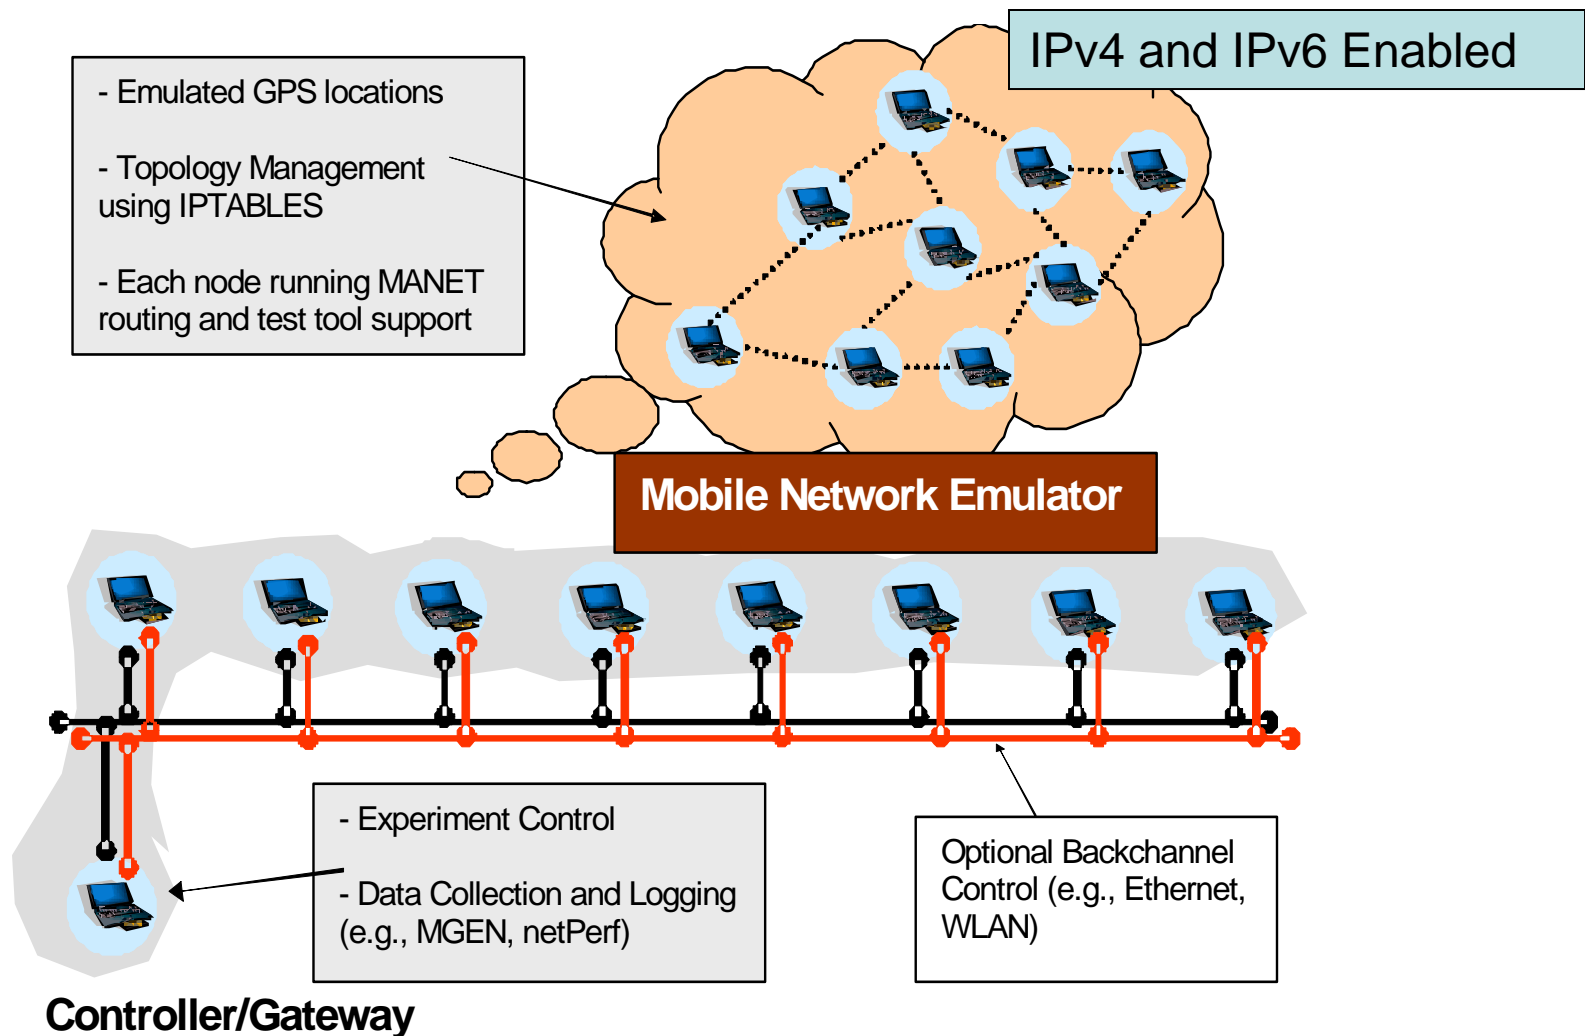 IPv4 and IPv6 Enabled
- Emulated GPS locations
- Topology Management
using IPTABLES
- Each node running MANET
routing and test tool support
Mobile Network Emulator
- Experiment Control
- Data Collection and Logging
(e.g., MGEN, netPerf)
Optional Backchannel
Control (e.g., Ethernet,
WLAN)
Controller/Gateway